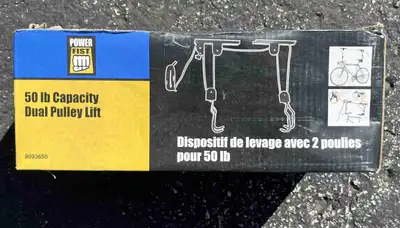 POWER
FIST
50 lb Capacity
Dual Pulley Lift
Dispositif de levage avec 2 poulies
pour 50 lb
8093650